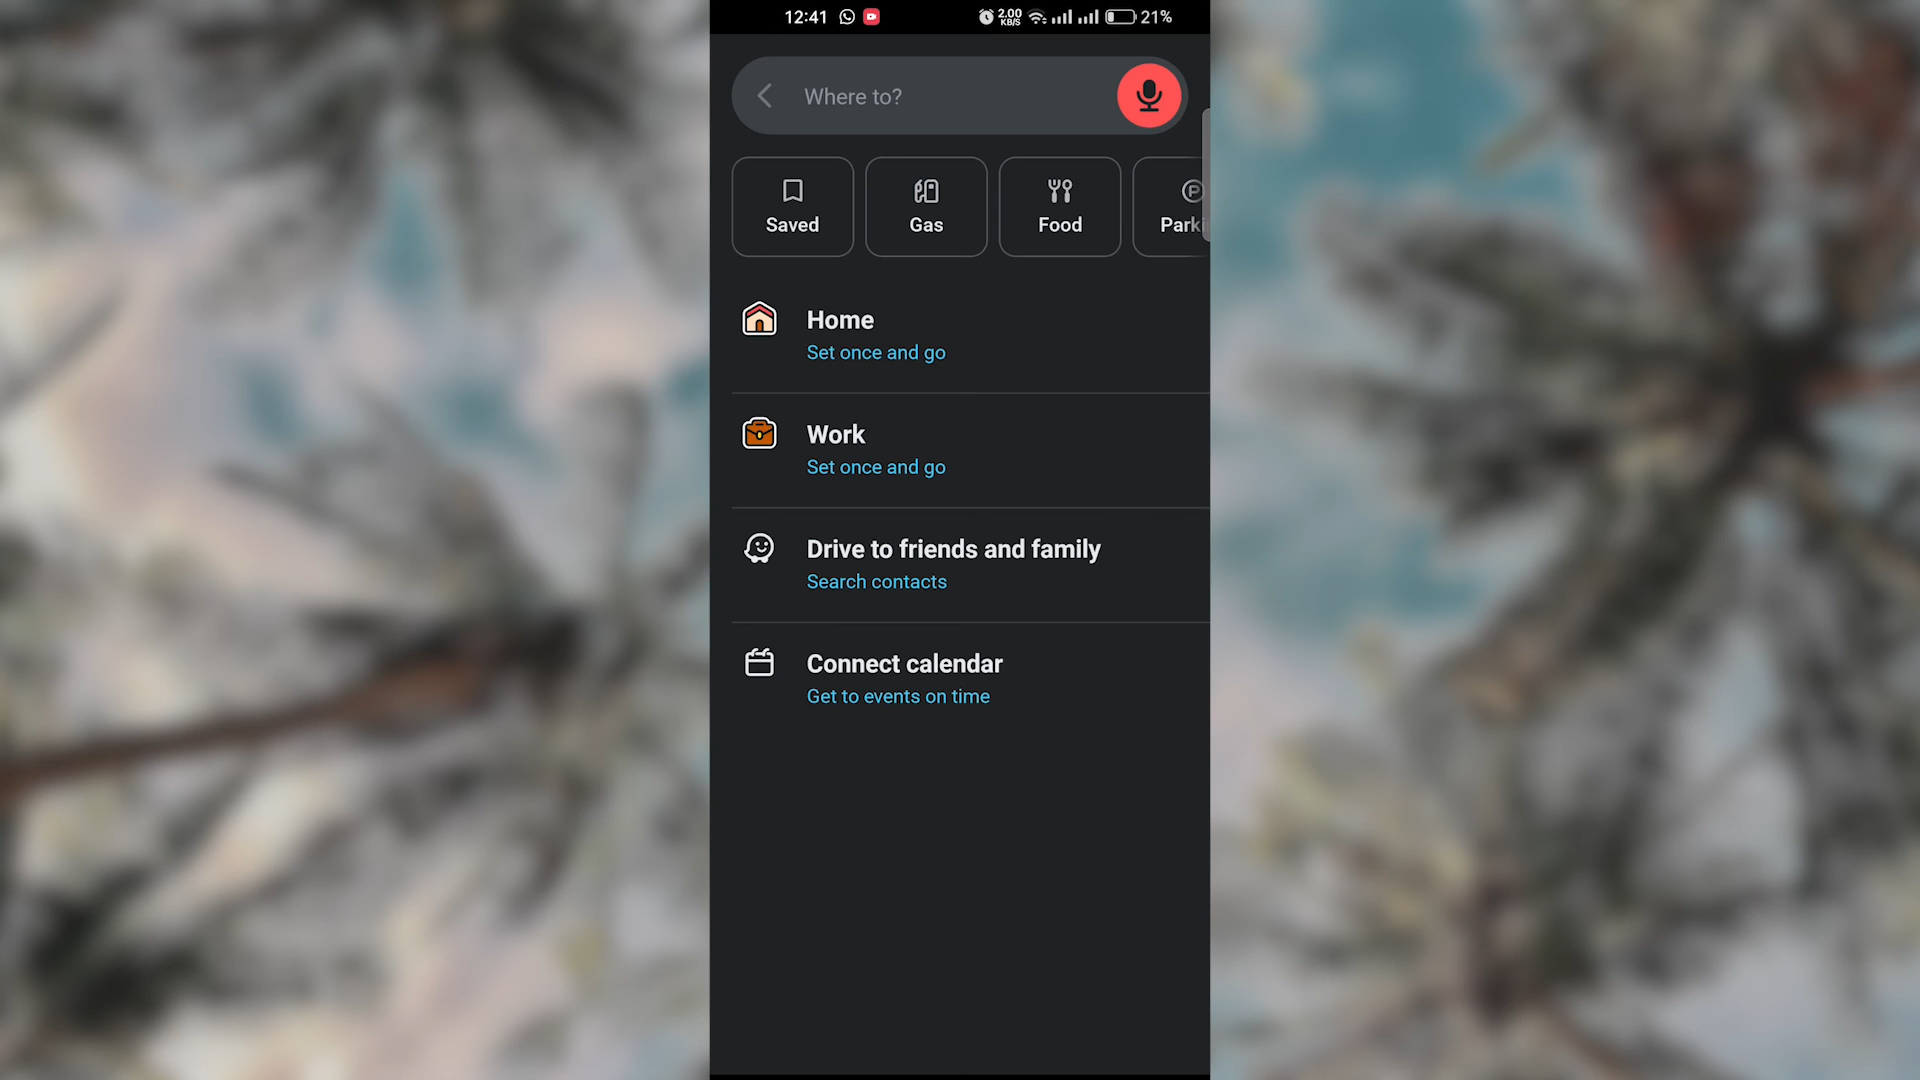 12:41 2.00 KB/S 21%
Where to?
Saved Gas Food Parki
Home
Set once and go
Work
Set once and go
Drive to friends and family
Search contacts
Connect calendar
Get to events on time